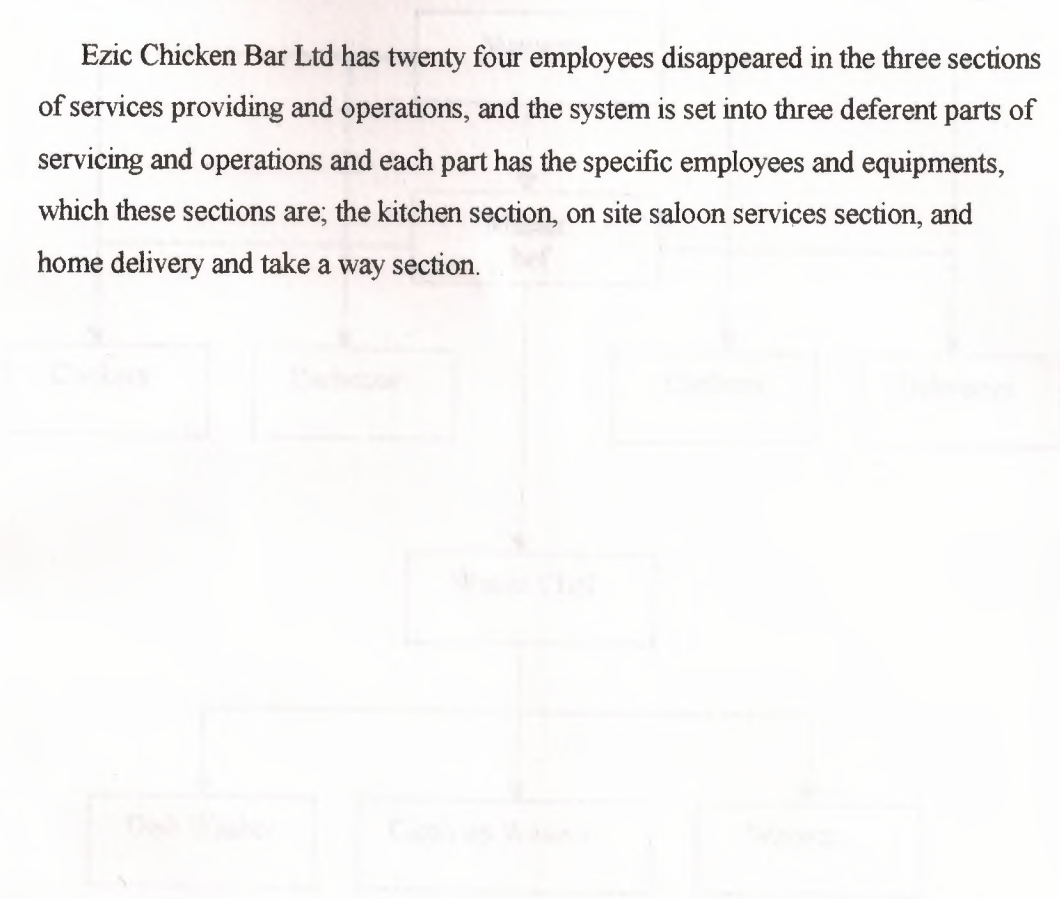 Ezic Chicken Bar Ltd has twenty four employees disappeared in the three sections
of services providing and operations, and the system is set into three deferent parts of
servicing and operations and each part has the specific employees and equipments,
which these sections are; the kitchen section, on site saloon services section, and
home delivery and take a way section.